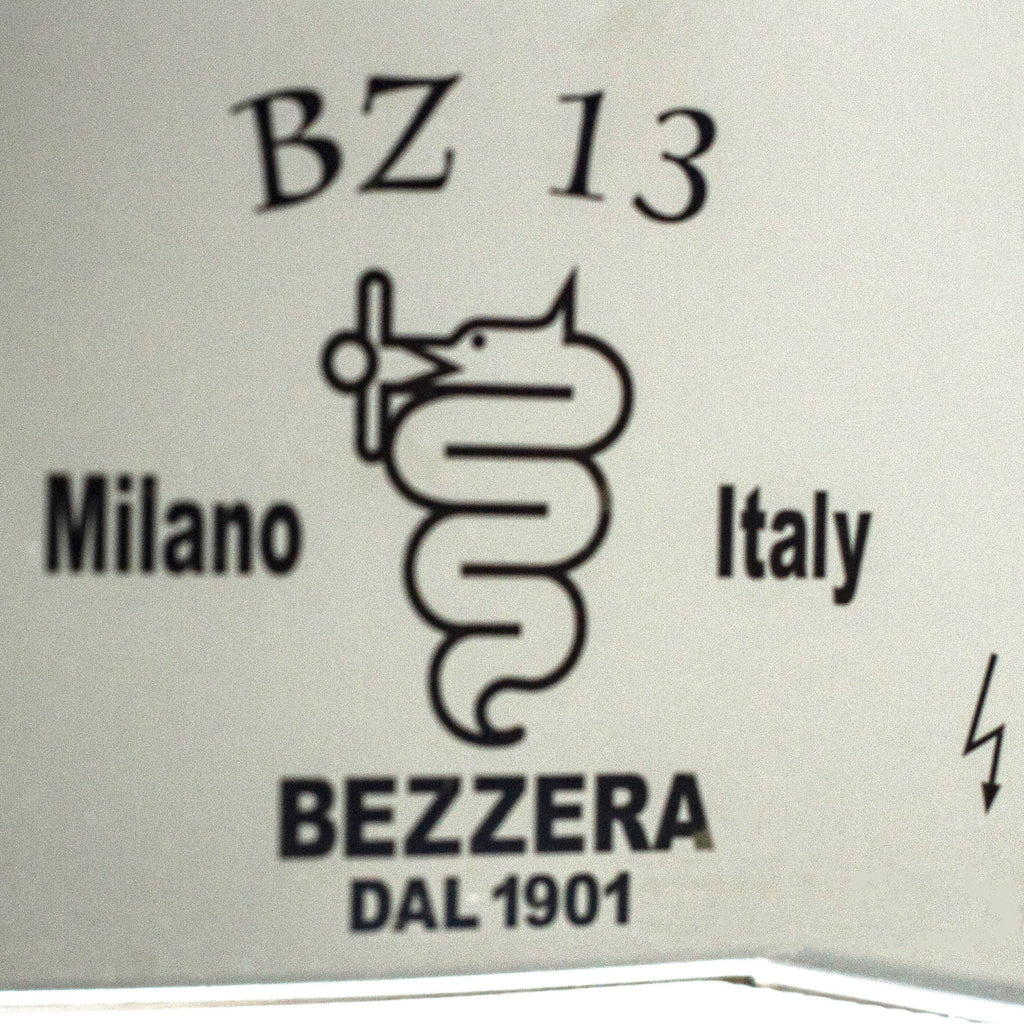 BZ 13
Milano Italy
BEZZERA
DAL 1901